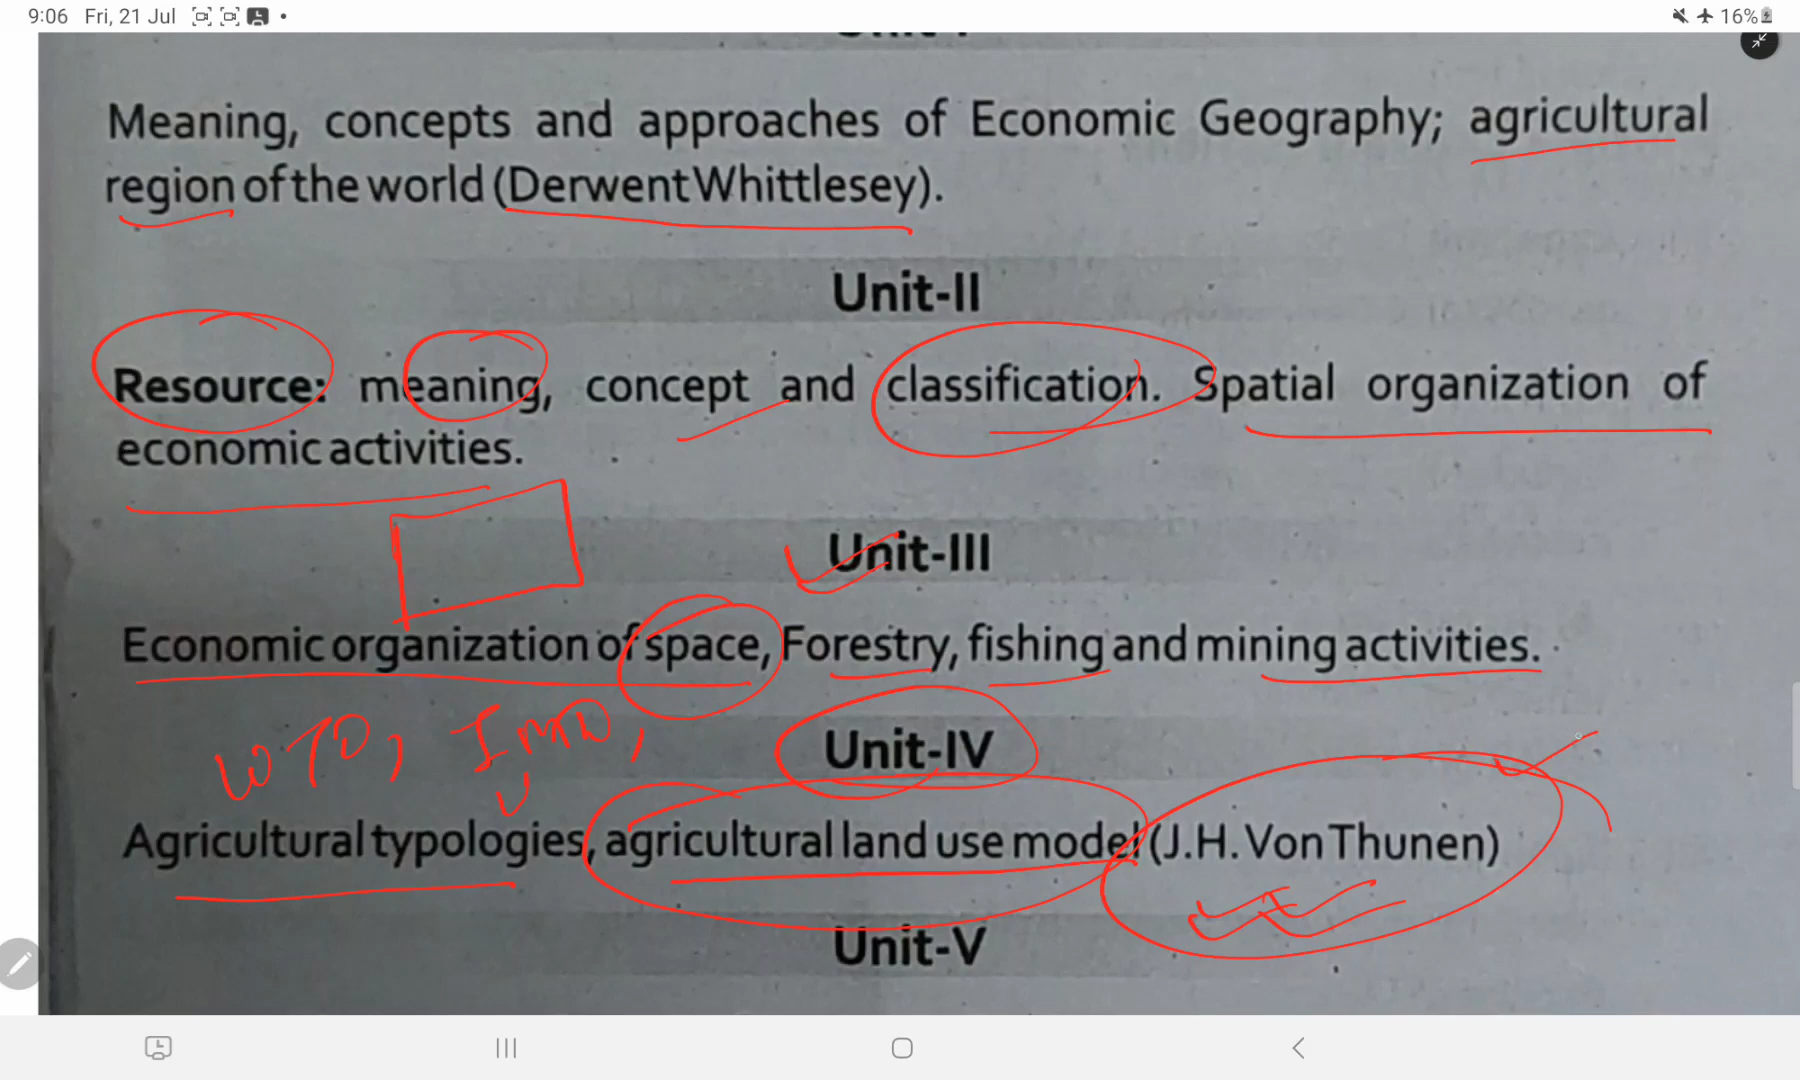 9:06 Fri, 21 Jul
16%
Meaning, concepts and approaches of Economic Geography; agricultural
region of the world (Derwent Whittlesey).
Unit-II
Resource: meaning, concept and classification. Spatial organization of
economic activities.
Unit-III
Economic organization of space, Forestry, fishing and mining activities.
WTO,
Unit-IV
Agricultural typologies, agricultural land use model (J.H. Von Thunen)
Unit-V